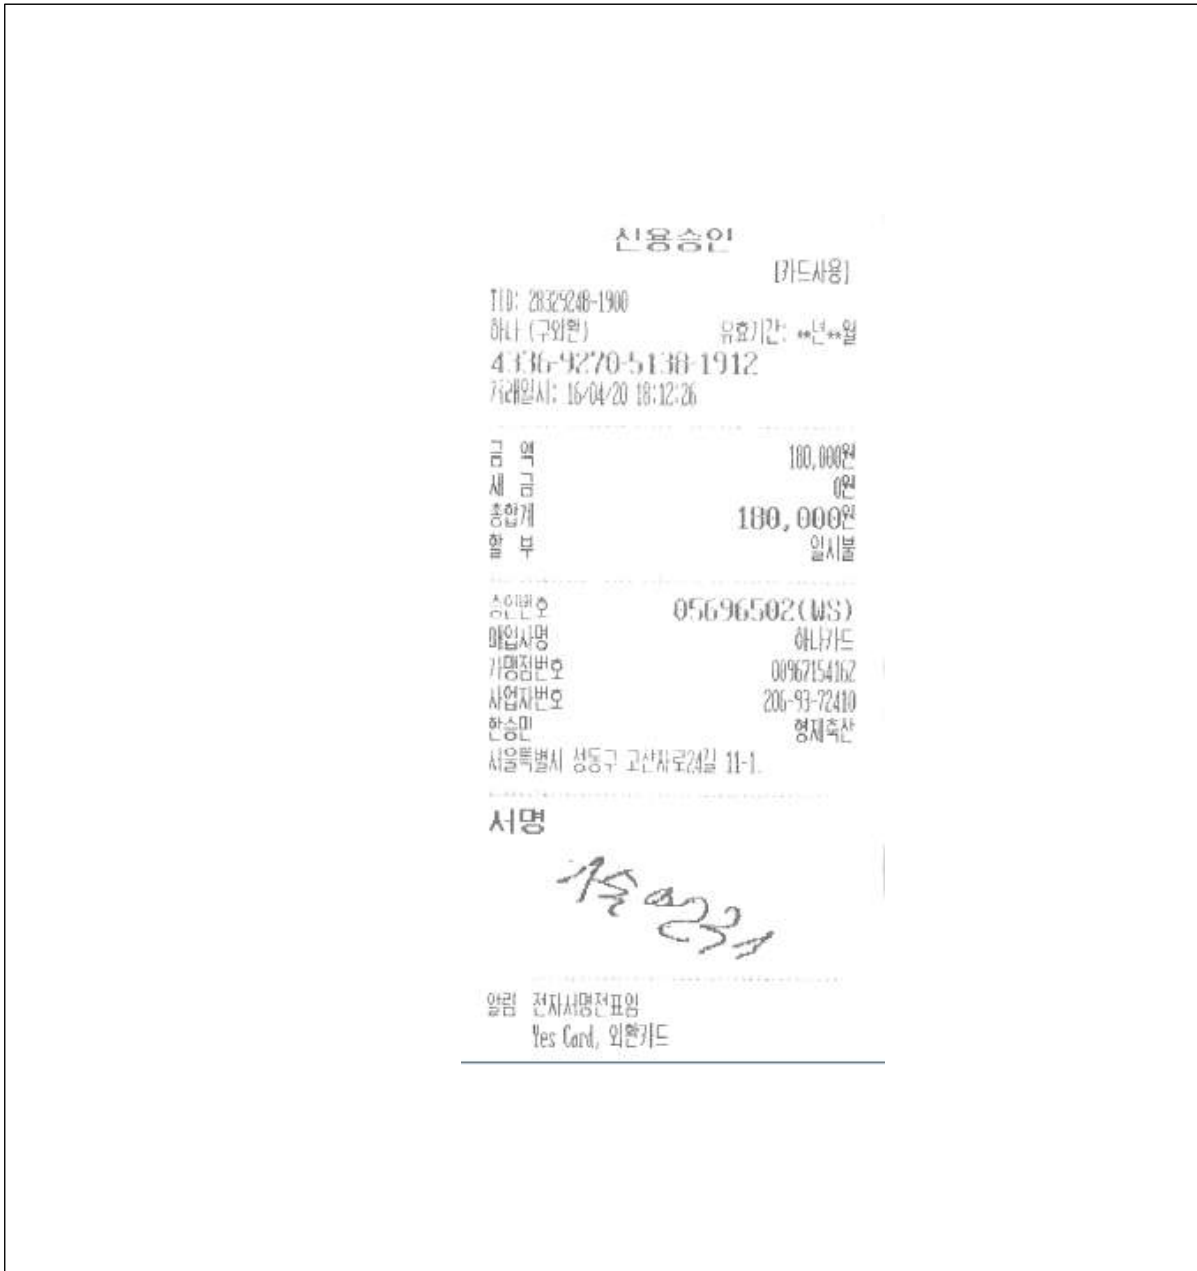 신용승인
[카드사용]
TID: 28329248-1900
하나 (구외환) 유효기간: **년**월
4336-9270-5138-1912
거래일시: 16/04/20 18:12:26
금 액 180,000원
세 금 0원
총합계 180,000원
할 부 일시불
승인번호 05696502(WS)
매입사명 하나카드
가맹점번호 00967154162
사업자번호 206-93-72410
한승민 형제축산
서울특별시 성동구 고산자로24길 11-1.
서명
알림 전자서명전표임
Yes Card, 외환카드